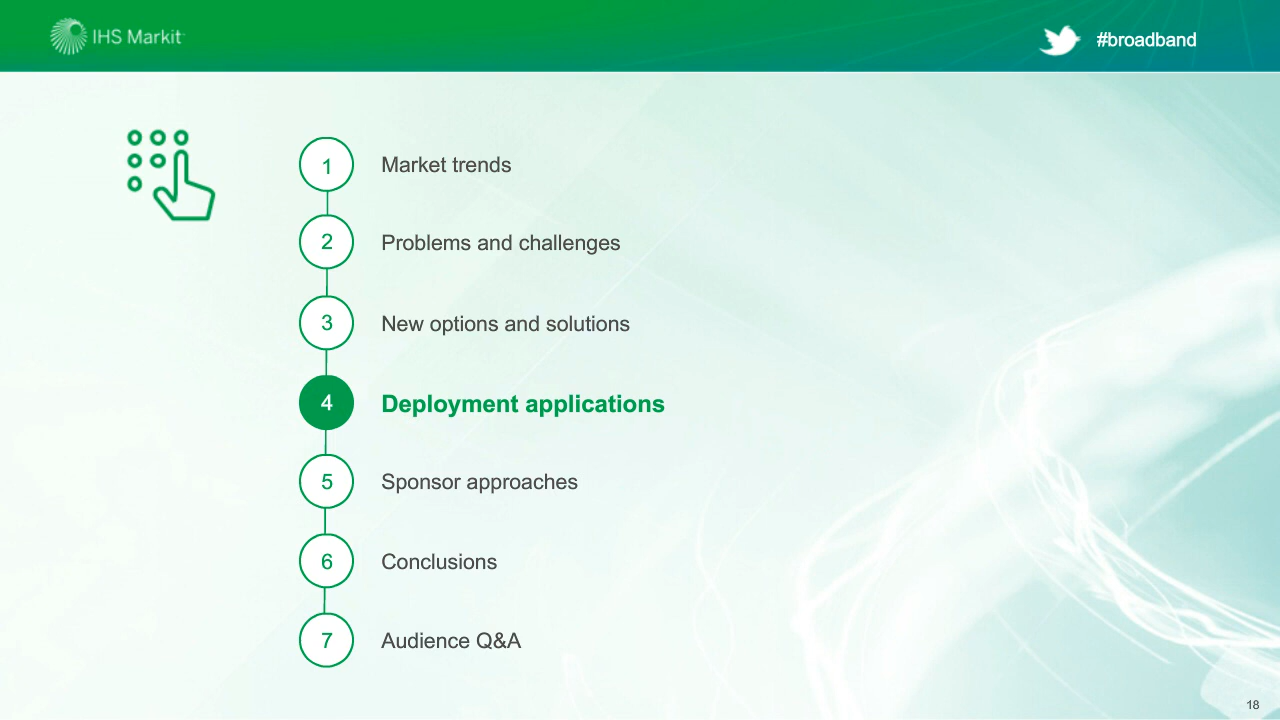 IHS Markit
#broadband
1 Market trends
2 Problems and challenges
3 New options and solutions
4 Deployment applications
5 Sponsor approaches
6 Conclusions
7 Audience Q&A
18